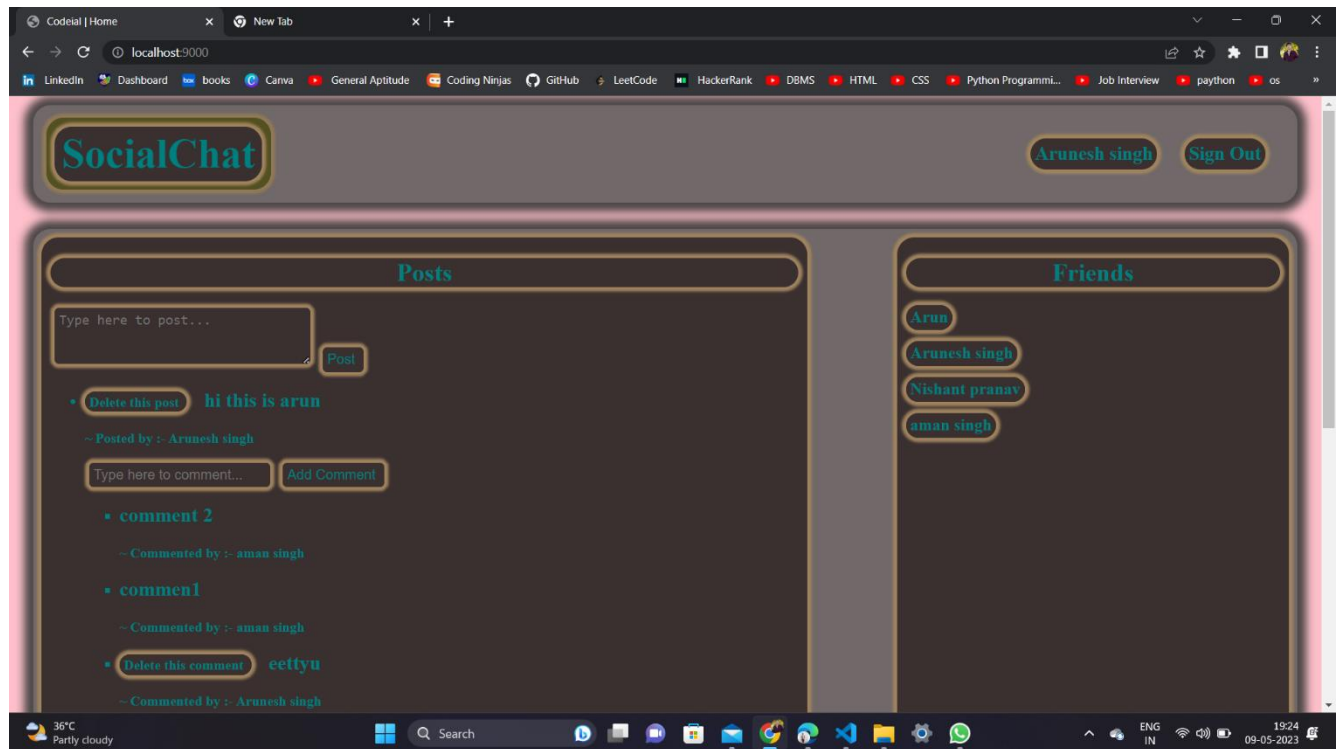 Codeial | Home
New Tab
localhost:9000
LinkedIn Dashboard books Canva General Aptitude Coding Ninjas GitHub LeetCode HackerRank DBMS HTML CSS Python Programmi... Job Interview paython os »
SocialChat
Arunesh singh
Sign Out
Posts
Type here to post...
Post
Delete this post hi this is arun
~ Posted by :- Arunesh singh
Type here to comment...
Add Comment
comment 2
~ Commented by :- aman singh
commen1
~ Commented by :- aman singh
Delete this comment eettyu
~ Commented by :- Arunesh singh
Friends
Arun
Arunesh singh
Nishant pranav
aman singh
36°C
Partly cloudy
Search
ENG
IN
19:24
09-05-2023